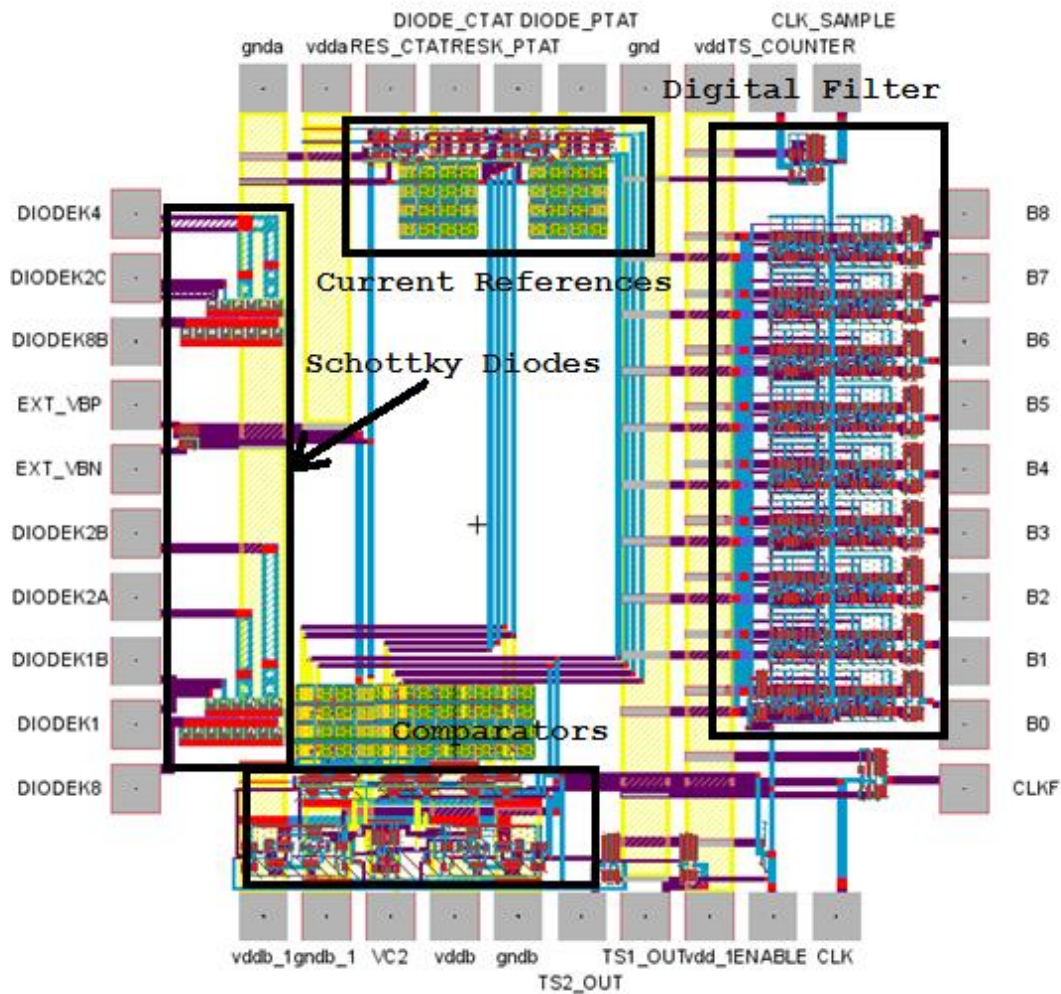 DIODE_CTAT DIODE_PTAT CLK_SAMPLE
gnda vdda RES_CTAT RESK_PTAT gnd vdd TS_COUNTER
Digital Filter
DIODEK4 B8
DIODEK2C B7
Current References
DIODEK8B B6
Schottky Diodes
EXT_VBP B5
EXT_VBN B4
DIODEK2B B3
DIODEK2A B2
DIODEK1B B1
DIODEK1 B0
Comparators
DIODEK8 CLKF
vddb_1 gndb_1 VC2 vddb gndb TS1_OUT vdd_1 ENABLE CLK
TS2_OUT